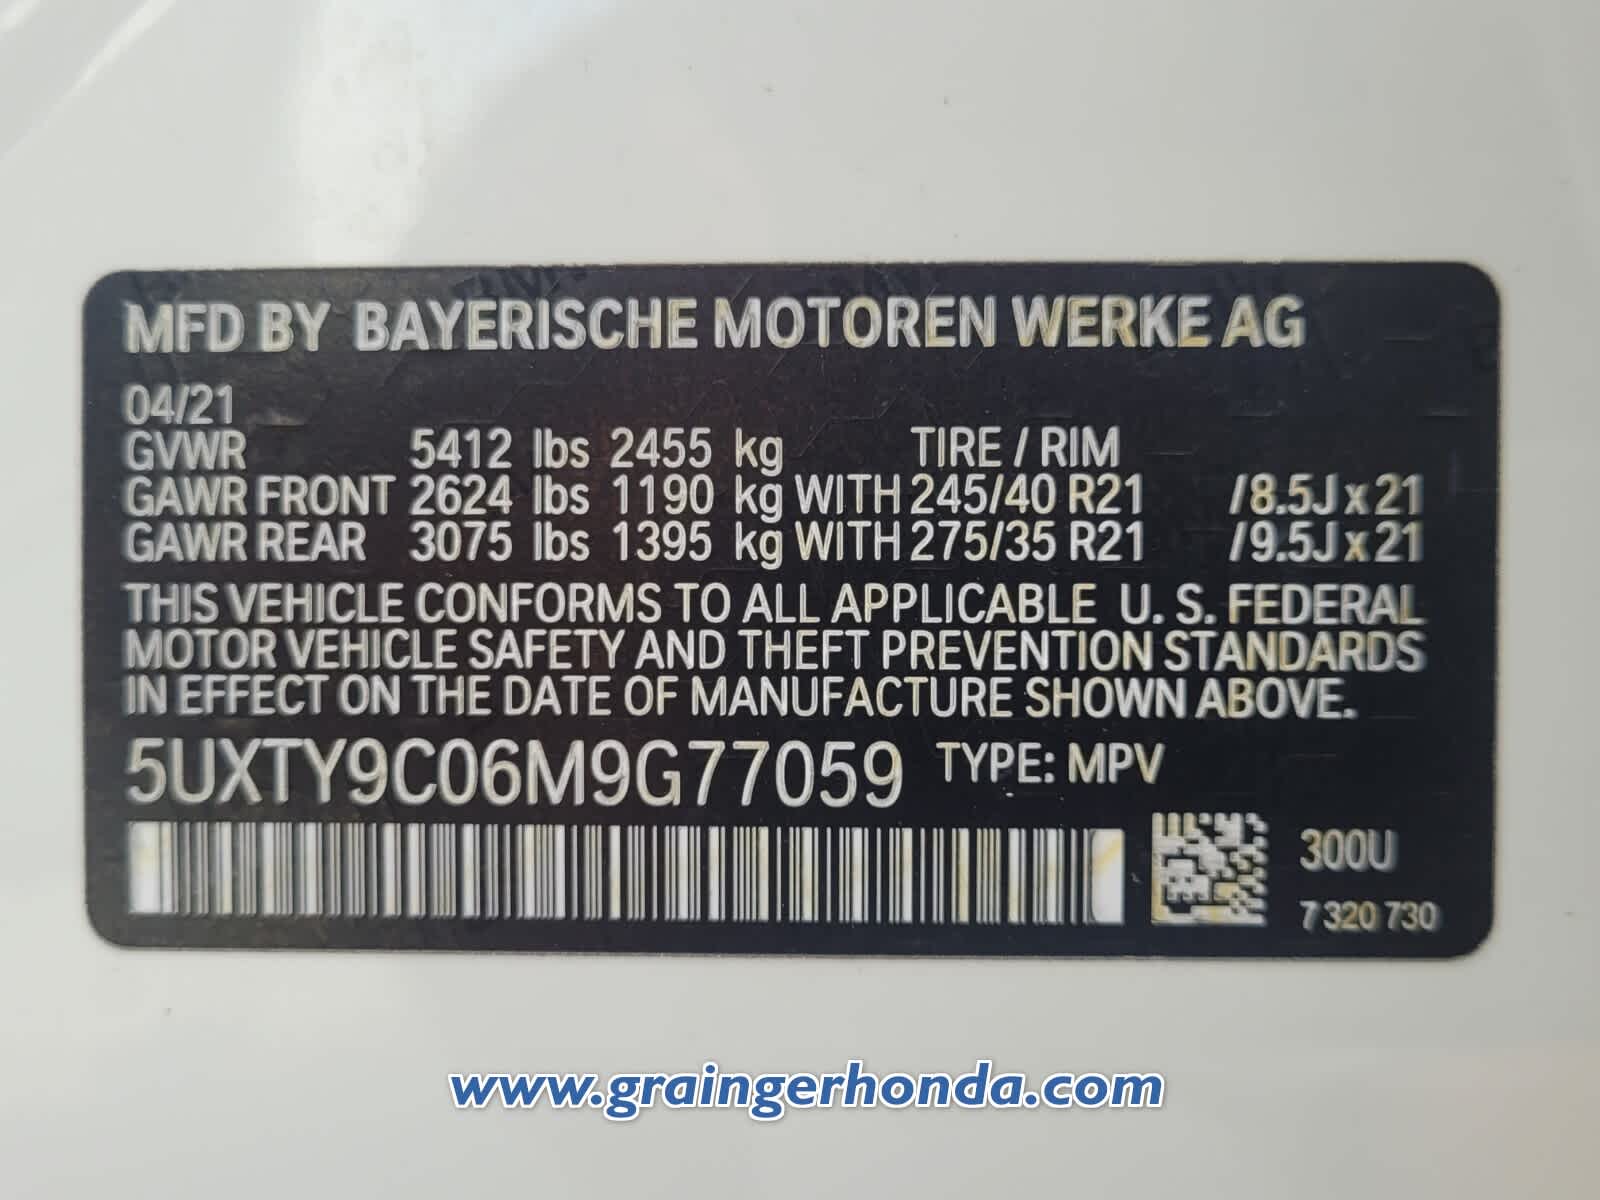 MFD BY BAYERISCHE MOTOREN WERKE AG
04/21
GVWR 5412 lbs 2455 kg TIRE / RIM
GAWR FRONT 2624 lbs 1190 kg WITH 245/40 R21 /8.5J x 21
GAWR REAR 3075 lbs 1395 kg WITH 275/35 R21 /9.5J x 21
THIS VEHICLE CONFORMS TO ALL APPLICABLE U. S. FEDERAL
MOTOR VEHICLE SAFETY AND THEFT PREVENTION STANDARDS
IN EFFECT ON THE DATE OF MANUFACTURE SHOWN ABOVE.
5UXTY9C06M9G77059 TYPE: MPV
300U
7 320 730
www.graingerhonda.com